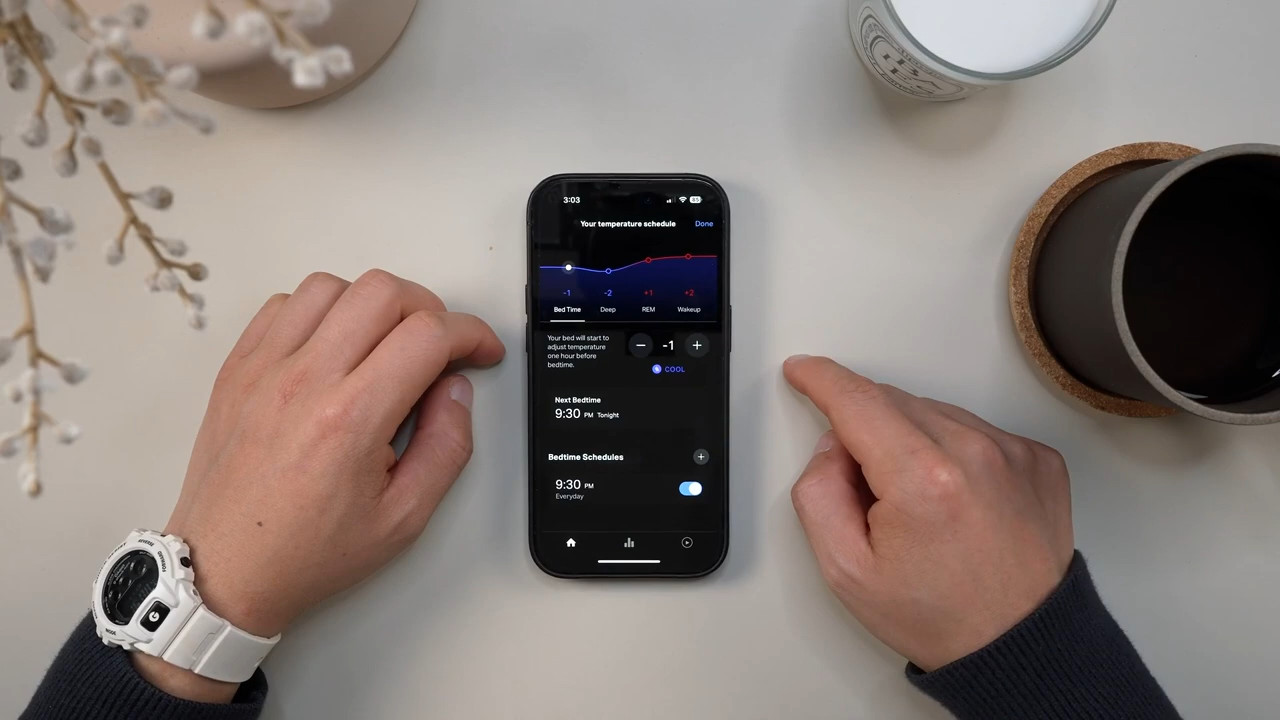 3:03
85
Your temperature schedule
Done
-1
-2
+1
+2
Bed Time
Deep
REM
Wakeup
Your bed will start to
adjust temperature
one hour before
bedtime.
-1
COOL
Next Bedtime
9:30 PM Tonight
Bedtime Schedules
9:30 PM
Everyday
G